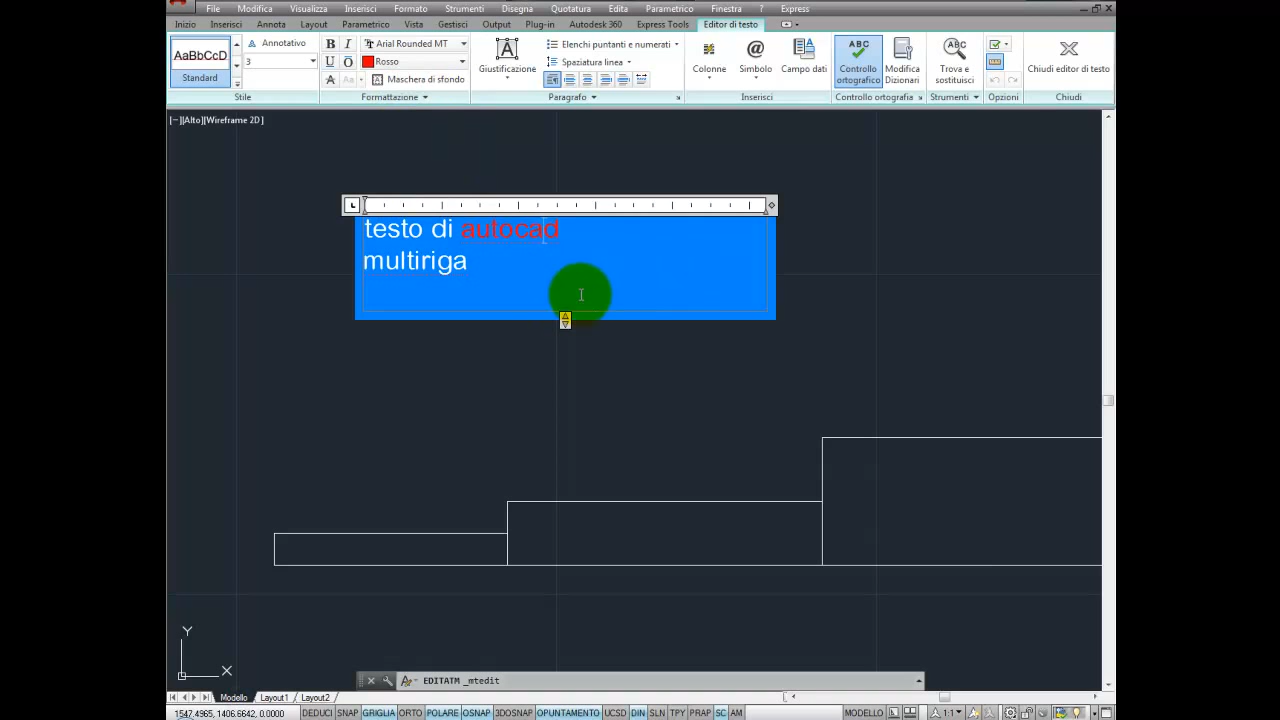 File Modifica Visualizza Inserisci Formato Strumenti Disegna Quotatura Edita Parametrico Finestra ? Express
Inizio Inserisci Annota Layout Parametrico Vista Gestisci Output Plug-in Autodesk 360 Express Tools Editor di testo
AaBbCcD Annotativo B I Arial Rounded MT A Elenchi puntanti e numerati @ ABC ABC
Standard 3 U O Rosso Giustificazione Spaziatura linea Colonne Simbolo Campo dati Controllo ortografico Modifica Dizionari Trova e sostituisci Chiudi editor di testo
A Aa Maschera di sfondo
Stile Formattazione Paragrafo Inserisci Controllo ortografia Strumenti Opzioni Chiudi
[−][Alto][Wireframe 2D]
L
testo di autocad
multiriga
Y
X
EDITATM _mtedit
Modello Layout1 Layout2
1547.4965, 1406.6642, 0.0000 DEDUCI SNAP GRIGLIA ORTO POLARE OSNAP 3DOSNAP OPUNTAMENTO UCSD DIN SLN TPY PRAP SC AM MODELLO 1:1